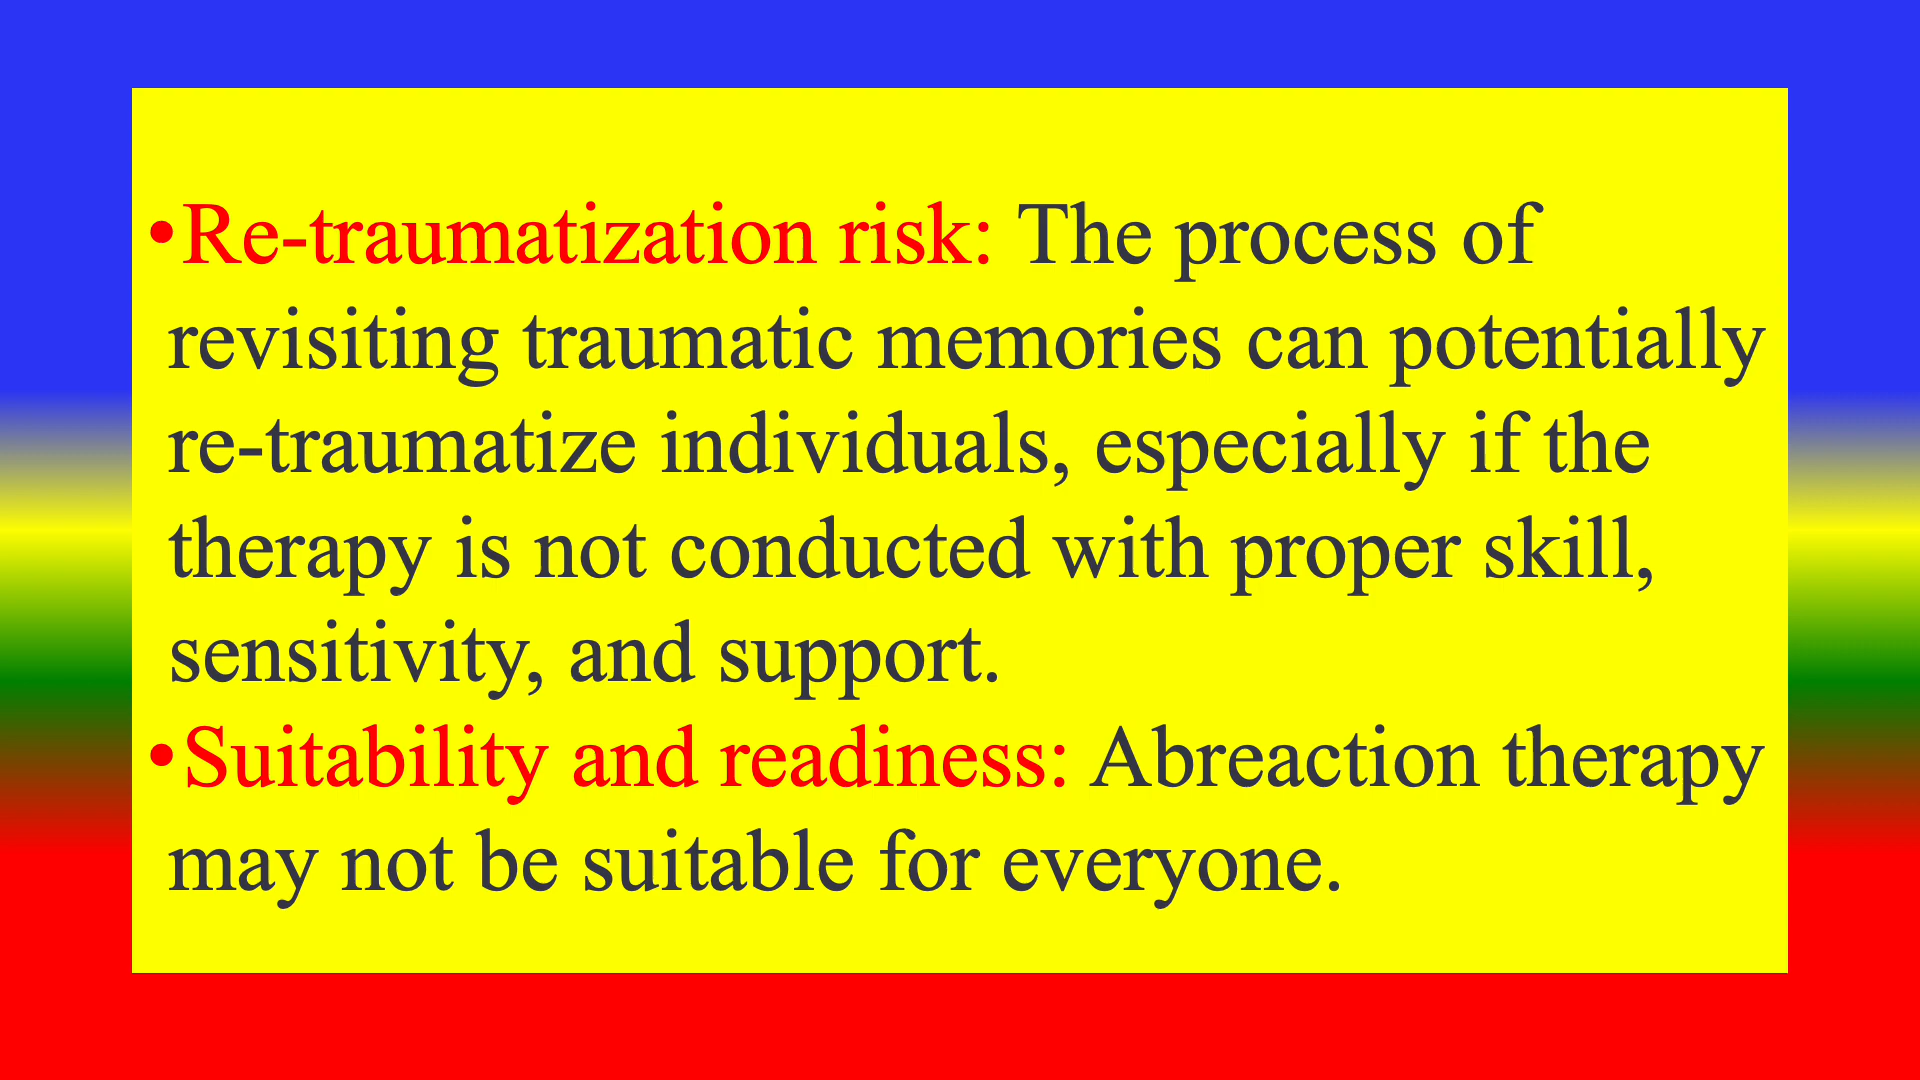 •Re-traumatization risk: The process of
revisiting traumatic memories can potentially
re-traumatize individuals, especially if the
therapy is not conducted with proper skill,
sensitivity, and support.
•Suitability and readiness: Abreaction therapy
may not be suitable for everyone.